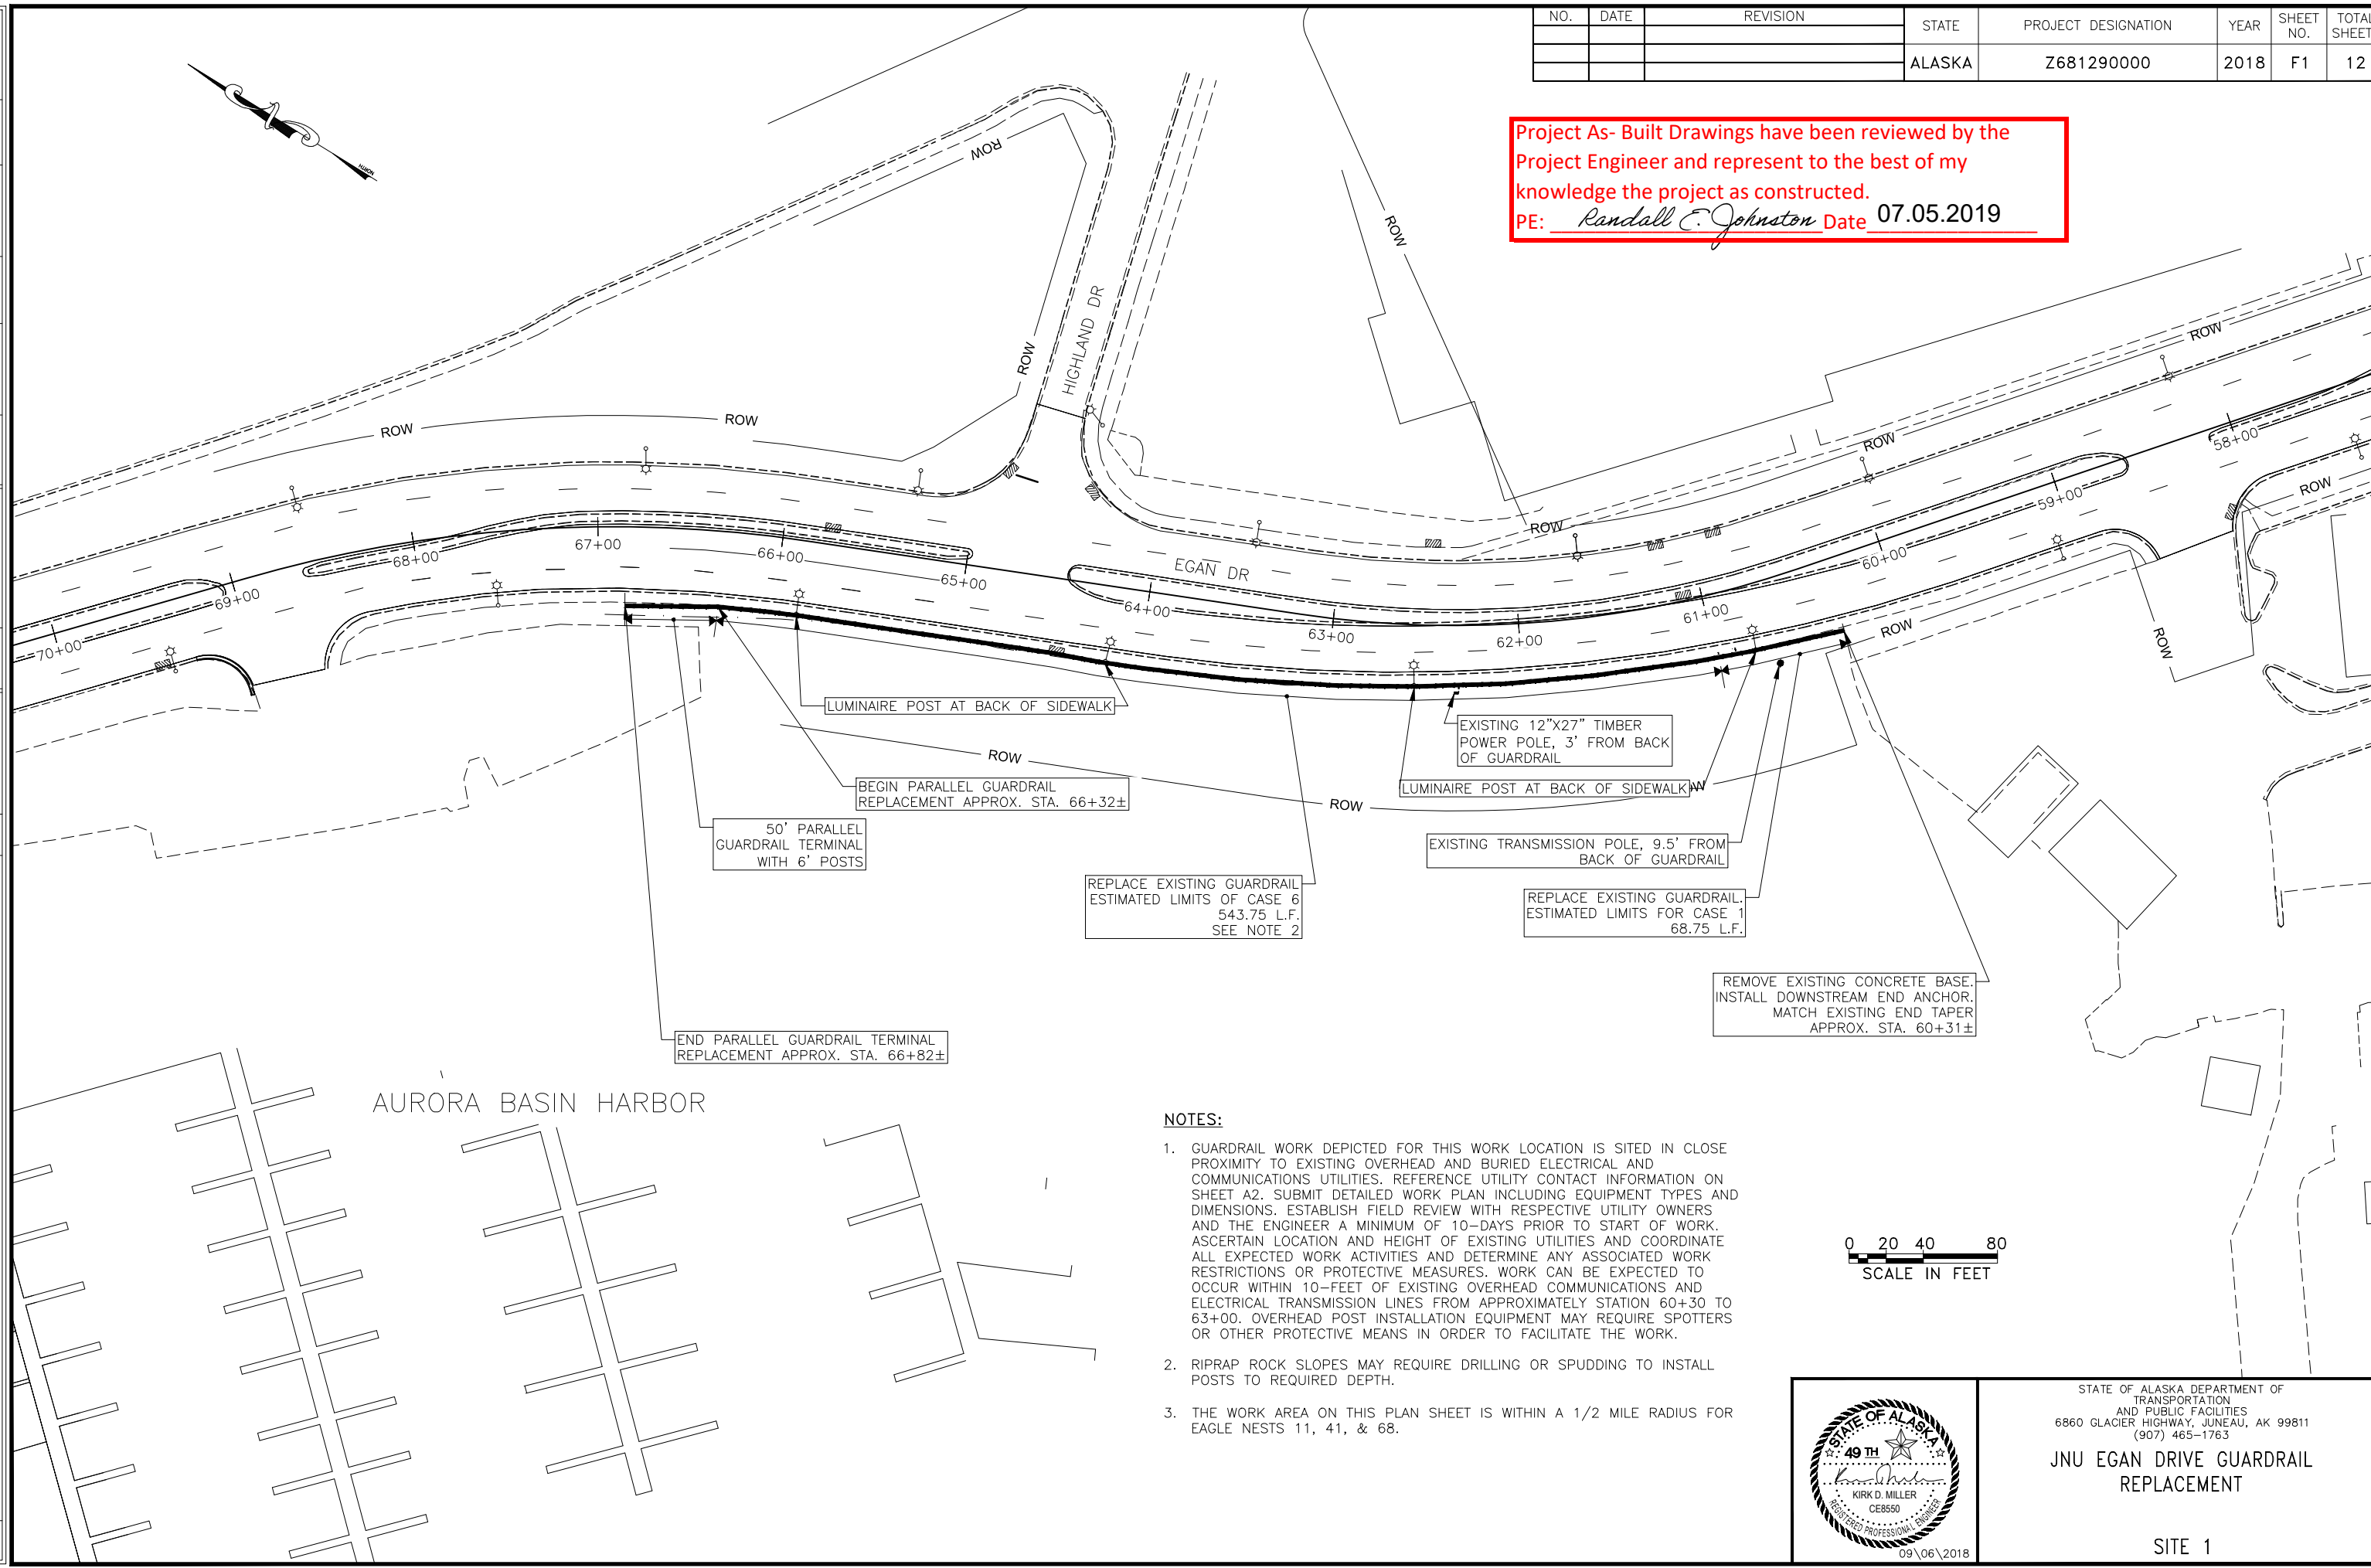 NO. DATE REVISION STATE PROJECT DESIGNATION YEAR SHEET NO. TOTAL
ALASKA Z681290000 2018 F1 12
Project As- Built Drawings have been reviewed by the
Project Engineer and represent to the best of my
knowledge the project as constructed.
PE: Randall E. Johnston Date 07.05.2019
NORTH
ROW
ROW
ROW
ROW
ROW
ROW
ROW
ROW
ROW
ROW
ROW
ROW
ROW
HIGHLAND DR
EGAN DR
58+00
59+00
60+00
61+00
62+00
63+00
64+00
65+00
66+00
67+00
68+00
69+00
70+00
LUMINAIRE POST AT BACK OF SIDEWALK
EXISTING 12"X27" TIMBER
POWER POLE, 3' FROM BACK
OF GUARDRAIL
BEGIN PARALLEL GUARDRAIL
REPLACEMENT APPROX. STA. 66+32±
LUMINAIRE POST AT BACK OF SIDEWALK
50' PARALLEL
GUARDRAIL TERMINAL
WITH 6' POSTS
EXISTING TRANSMISSION POLE, 9.5' FROM
BACK OF GUARDRAIL
REPLACE EXISTING GUARDRAIL
ESTIMATED LIMITS OF CASE 6
543.75 L.F.
SEE NOTE 2
REPLACE EXISTING GUARDRAIL.
ESTIMATED LIMITS FOR CASE 1
68.75 L.F.
REMOVE EXISTING CONCRETE BASE.
INSTALL DOWNSTREAM END ANCHOR.
MATCH EXISTING END TAPER
APPROX. STA. 60+31±
END PARALLEL GUARDRAIL TERMINAL
REPLACEMENT APPROX. STA. 66+82±
AURORA BASIN HARBOR
NOTES:
1. GUARDRAIL WORK DEPICTED FOR THIS WORK LOCATION IS SITED IN CLOSE
PROXIMITY TO EXISTING OVERHEAD AND BURIED ELECTRICAL AND
COMMUNICATIONS UTILITIES. REFERENCE UTILITY CONTACT INFORMATION ON
SHEET A2. SUBMIT DETAILED WORK PLAN INCLUDING EQUIPMENT TYPES AND
DIMENSIONS. ESTABLISH FIELD REVIEW WITH RESPECTIVE UTILITY OWNERS
AND THE ENGINEER A MINIMUM OF 10-DAYS PRIOR TO START OF WORK.
ASCERTAIN LOCATION AND HEIGHT OF EXISTING UTILITIES AND COORDINATE
ALL EXPECTED WORK ACTIVITIES AND DETERMINE ANY ASSOCIATED WORK
RESTRICTIONS OR PROTECTIVE MEASURES. WORK CAN BE EXPECTED TO
OCCUR WITHIN 10-FEET OF EXISTING OVERHEAD COMMUNICATIONS AND
ELECTRICAL TRANSMISSION LINES FROM APPROXIMATELY STATION 60+30 TO
63+00. OVERHEAD POST INSTALLATION EQUIPMENT MAY REQUIRE SPOTTERS
OR OTHER PROTECTIVE MEANS IN ORDER TO FACILITATE THE WORK.
2. RIPRAP ROCK SLOPES MAY REQUIRE DRILLING OR SPUDDING TO INSTALL
POSTS TO REQUIRED DEPTH.
3. THE WORK AREA ON THIS PLAN SHEET IS WITHIN A 1/2 MILE RADIUS FOR
EAGLE NESTS 11, 41, & 68.
0 20 40 80
SCALE IN FEET
STATE OF ALASKA
49 TH
KIRK D. MILLER
CE8550
REGISTERED PROFESSIONAL ENGINEER
09\06\2018
STATE OF ALASKA DEPARTMENT OF
TRANSPORTATION
AND PUBLIC FACILITIES
6860 GLACIER HIGHWAY, JUNEAU, AK 99811
(907) 465-1763
JNU EGAN DRIVE GUARDRAIL
REPLACEMENT
SITE 1